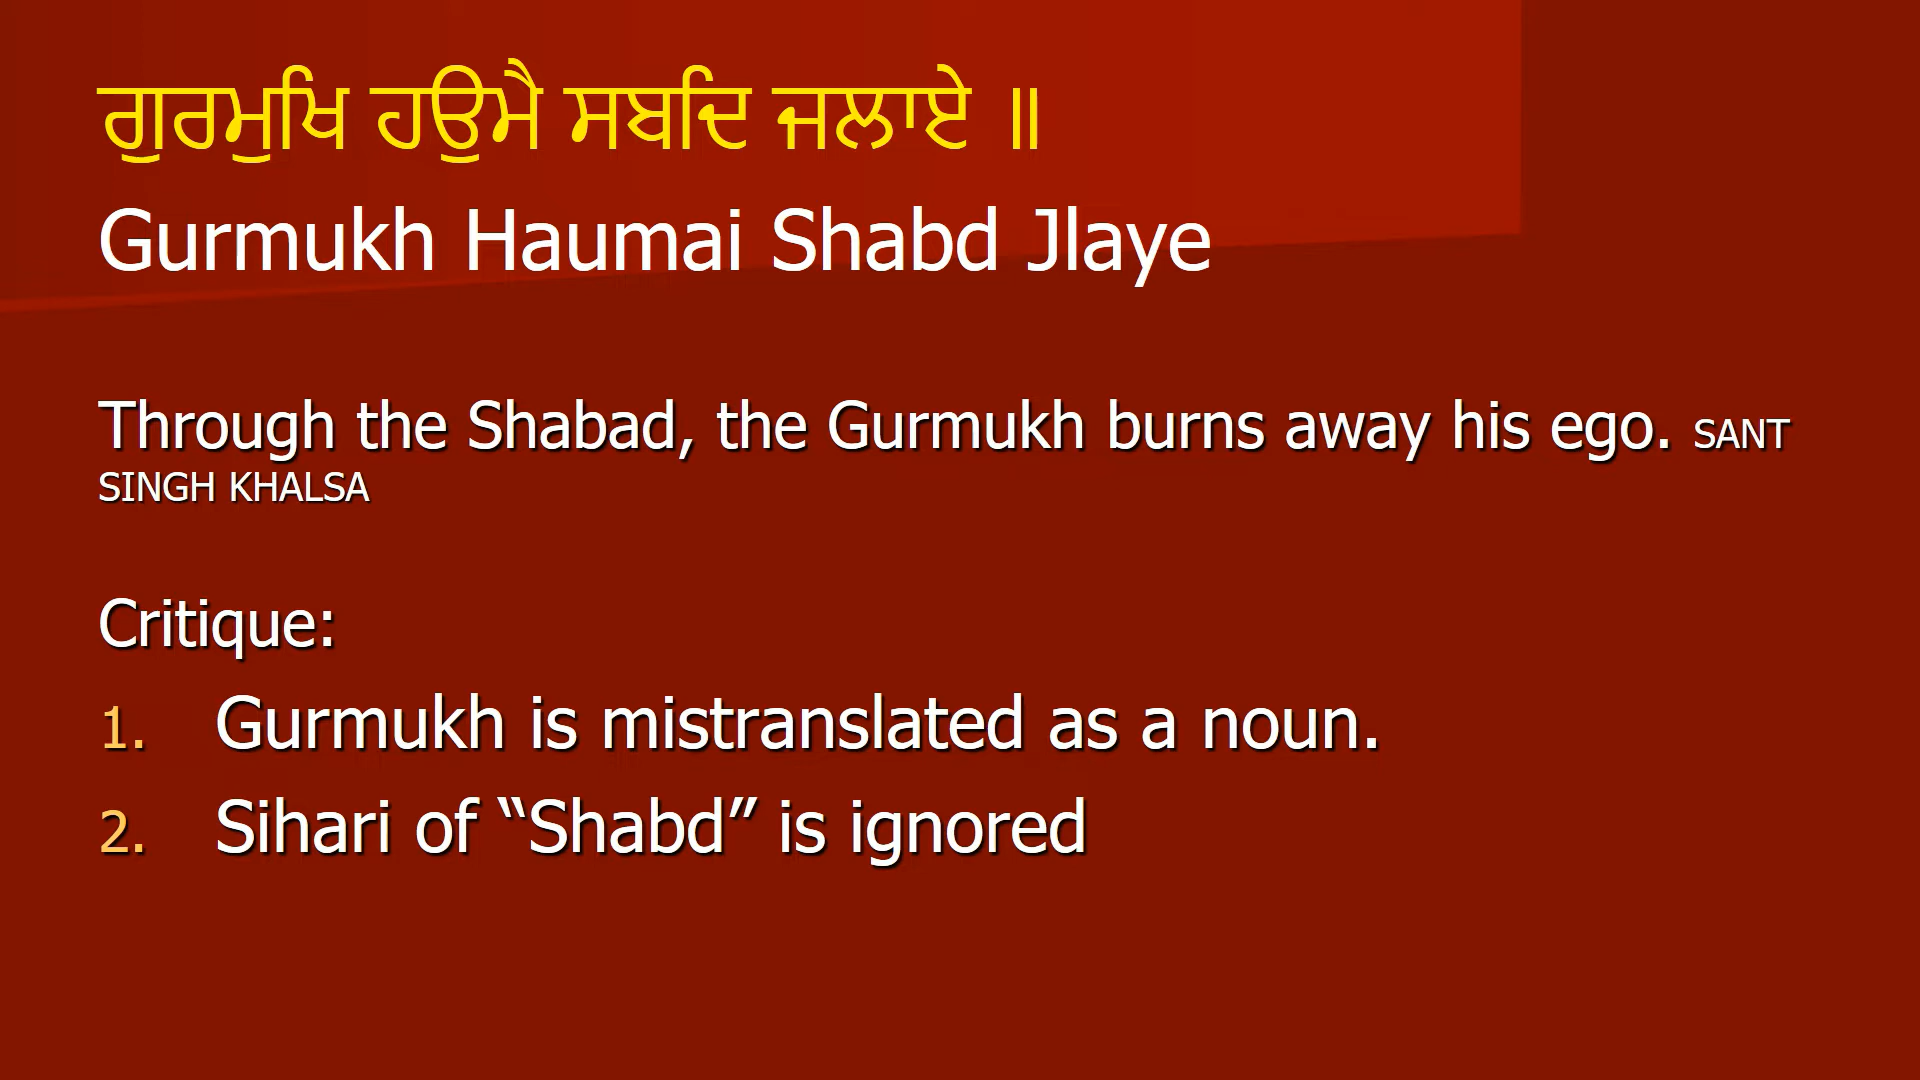 ਗੁਰਮੁਖਿ ਹਉਮੈ ਸਬਦਿ ਜਲਾਏ ॥
Gurmukh Haumai Shabd Jlaye
Through the Shabad, the Gurmukh burns away his ego. SANT
SINGH KHALSA
Critique:
1. Gurmukh is mistranslated as a noun.
2. Sihari of “Shabd” is ignored